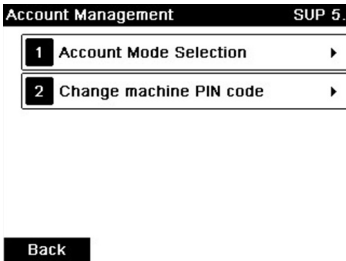 Account Management SUP 5.
1 Account Mode Selection
2 Change machine PIN code
Back